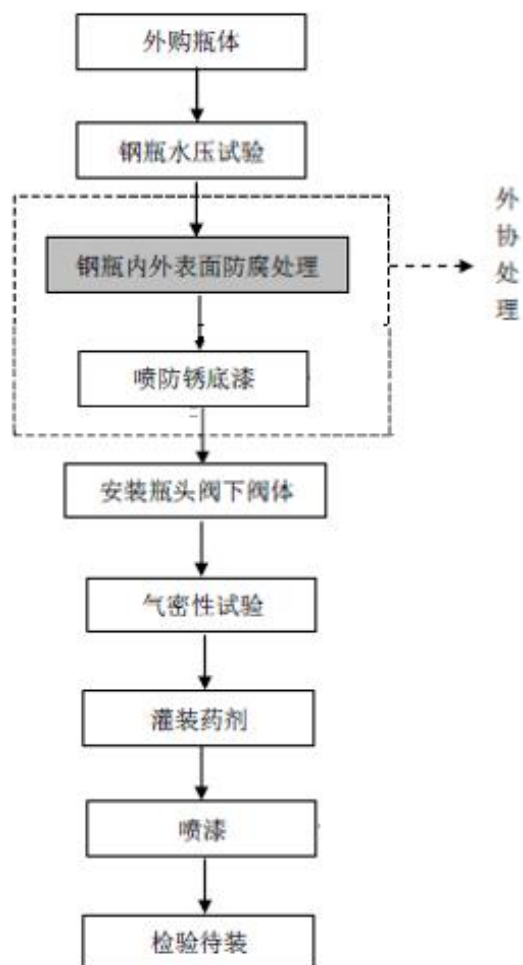 外购瓶体
钢瓶水压试验
钢瓶内外表面防腐处理
外协处理
喷防锈底漆
安装瓶头阀下阀体
气密性试验
灌装药剂
喷漆
检验待装